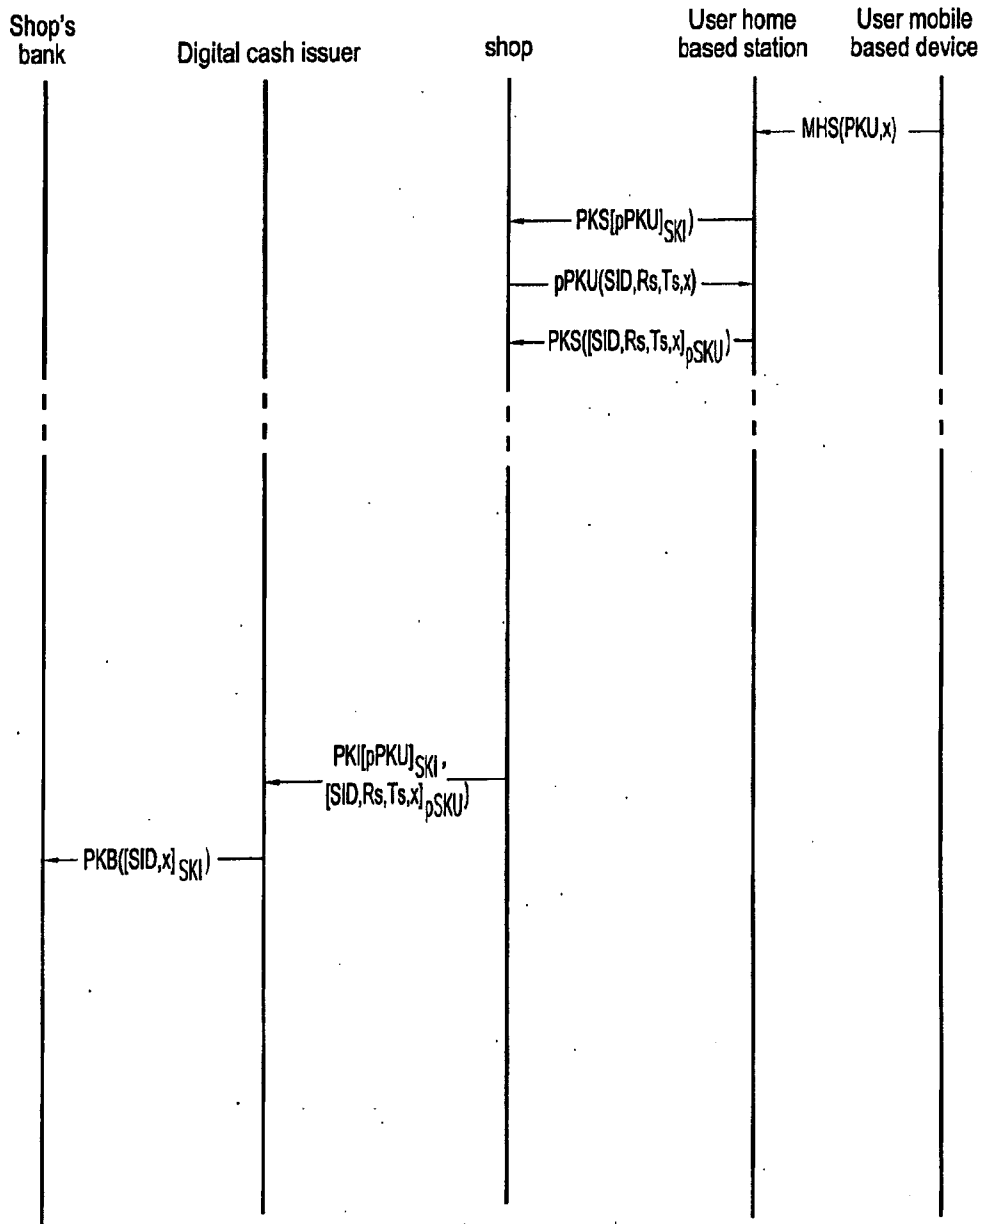 Shop's
bank
Digital cash issuer
shop
User home
based station
User mobile
based device
MHS(PKU,x)
PKS[pPKU]SKI)
pPKU(SID,Rs,Ts,x)
PKS([SID,Rs,Ts,x]pSKU)
PKI[pPKU]SKI,
[SID,Rs,Ts,x]pSKU)
PKB([SID,x]SKI)